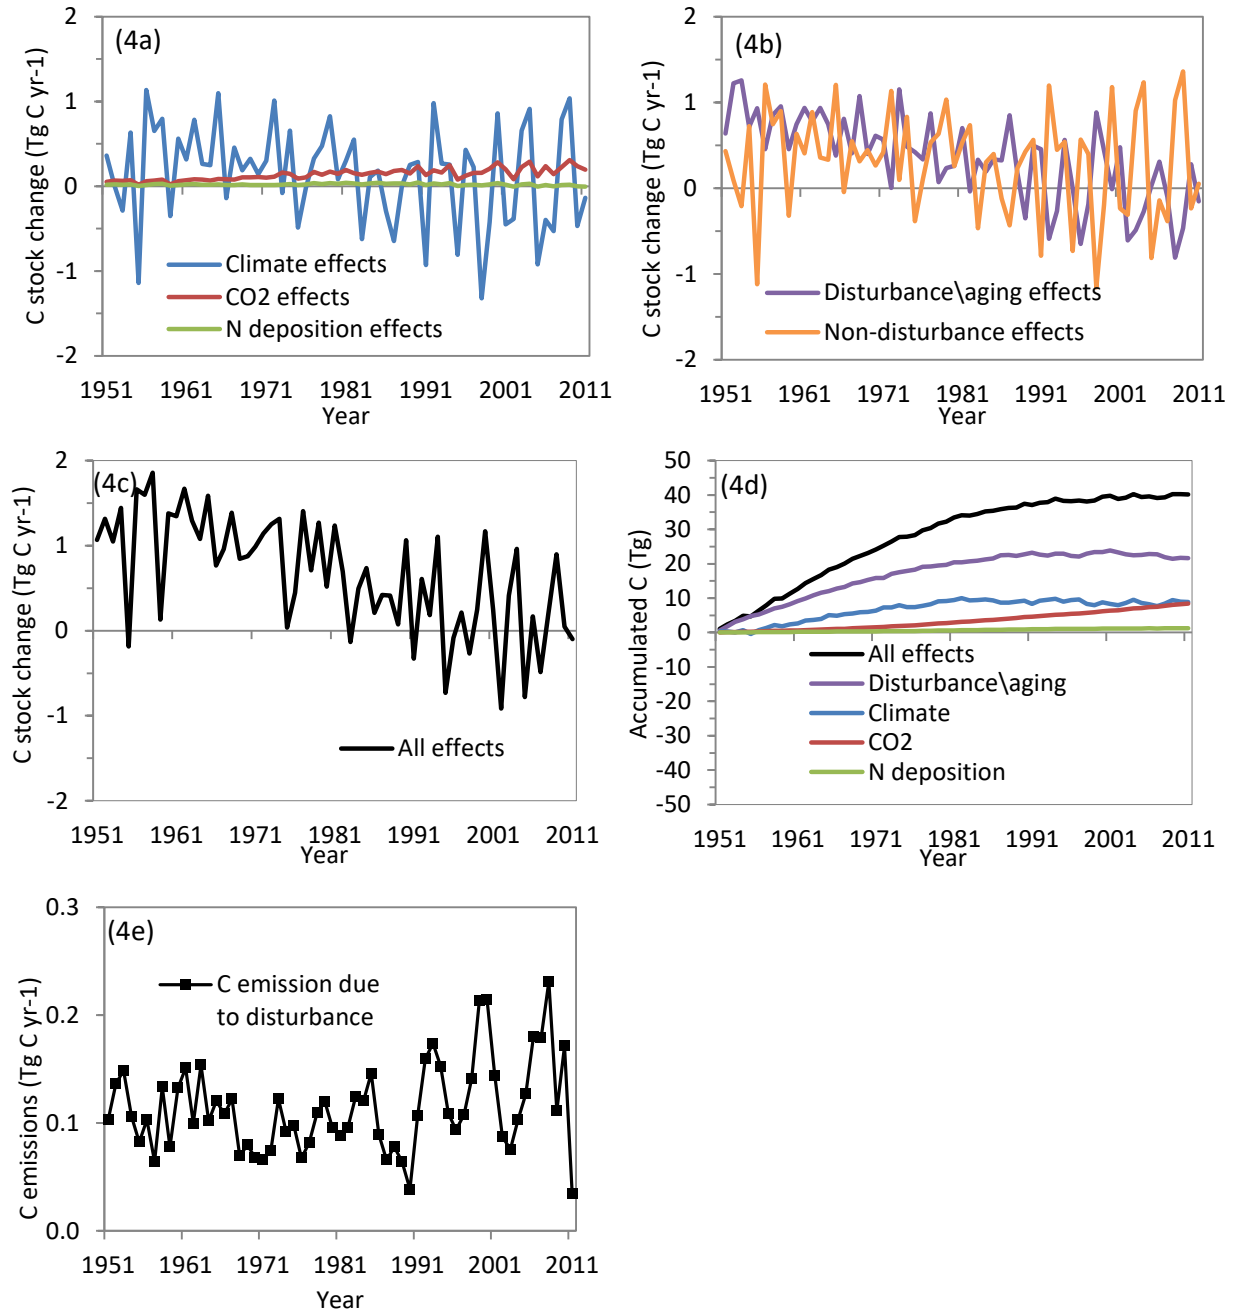 (4a)
C stock change (Tg C yr-1)
2
1
0
-1
-2
Climate effects
CO2 effects
N deposition effects
1951 1961 1971 1981 1991 2001 2011
Year
(4b)
C stock change (Tg C yr-1)
2
1
0
-1
-2
Disturbance\aging effects
Non-disturbance effects
1951 1961 1971 1981 1991 2001 2011
Year
(4c)
C stock change (Tg C yr-1)
2
1
0
-1
-2
All effects
1951 1961 1971 1981 1991 2001 2011
Year
(4d)
Accumulated C (Tg)
50
40
30
20
10
0
-10
-20
-30
-40
-50
All effects
Disturbance\aging
Climate
CO2
N deposition
1951 1961 1971 1981 1991 2001 2011
Year
(4e)
C emissions (Tg C yr-1)
0.3
0.2
0.1
0.0
C emission due
to disturbance
1951 1961 1971 1981 1991 2001 2011
Year